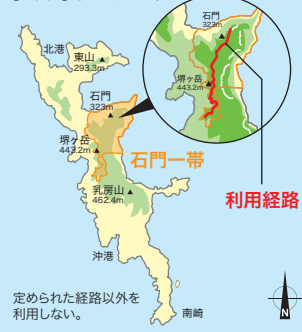 北港
東山
293.3m
石門
323m
堺ヶ岳
443.2m
石門一帯
乳房山
462.4m
沖港
南崎
石門
323m
堺ヶ岳
443.2m
利用経路
定められた経路以外を
利用しない。
N